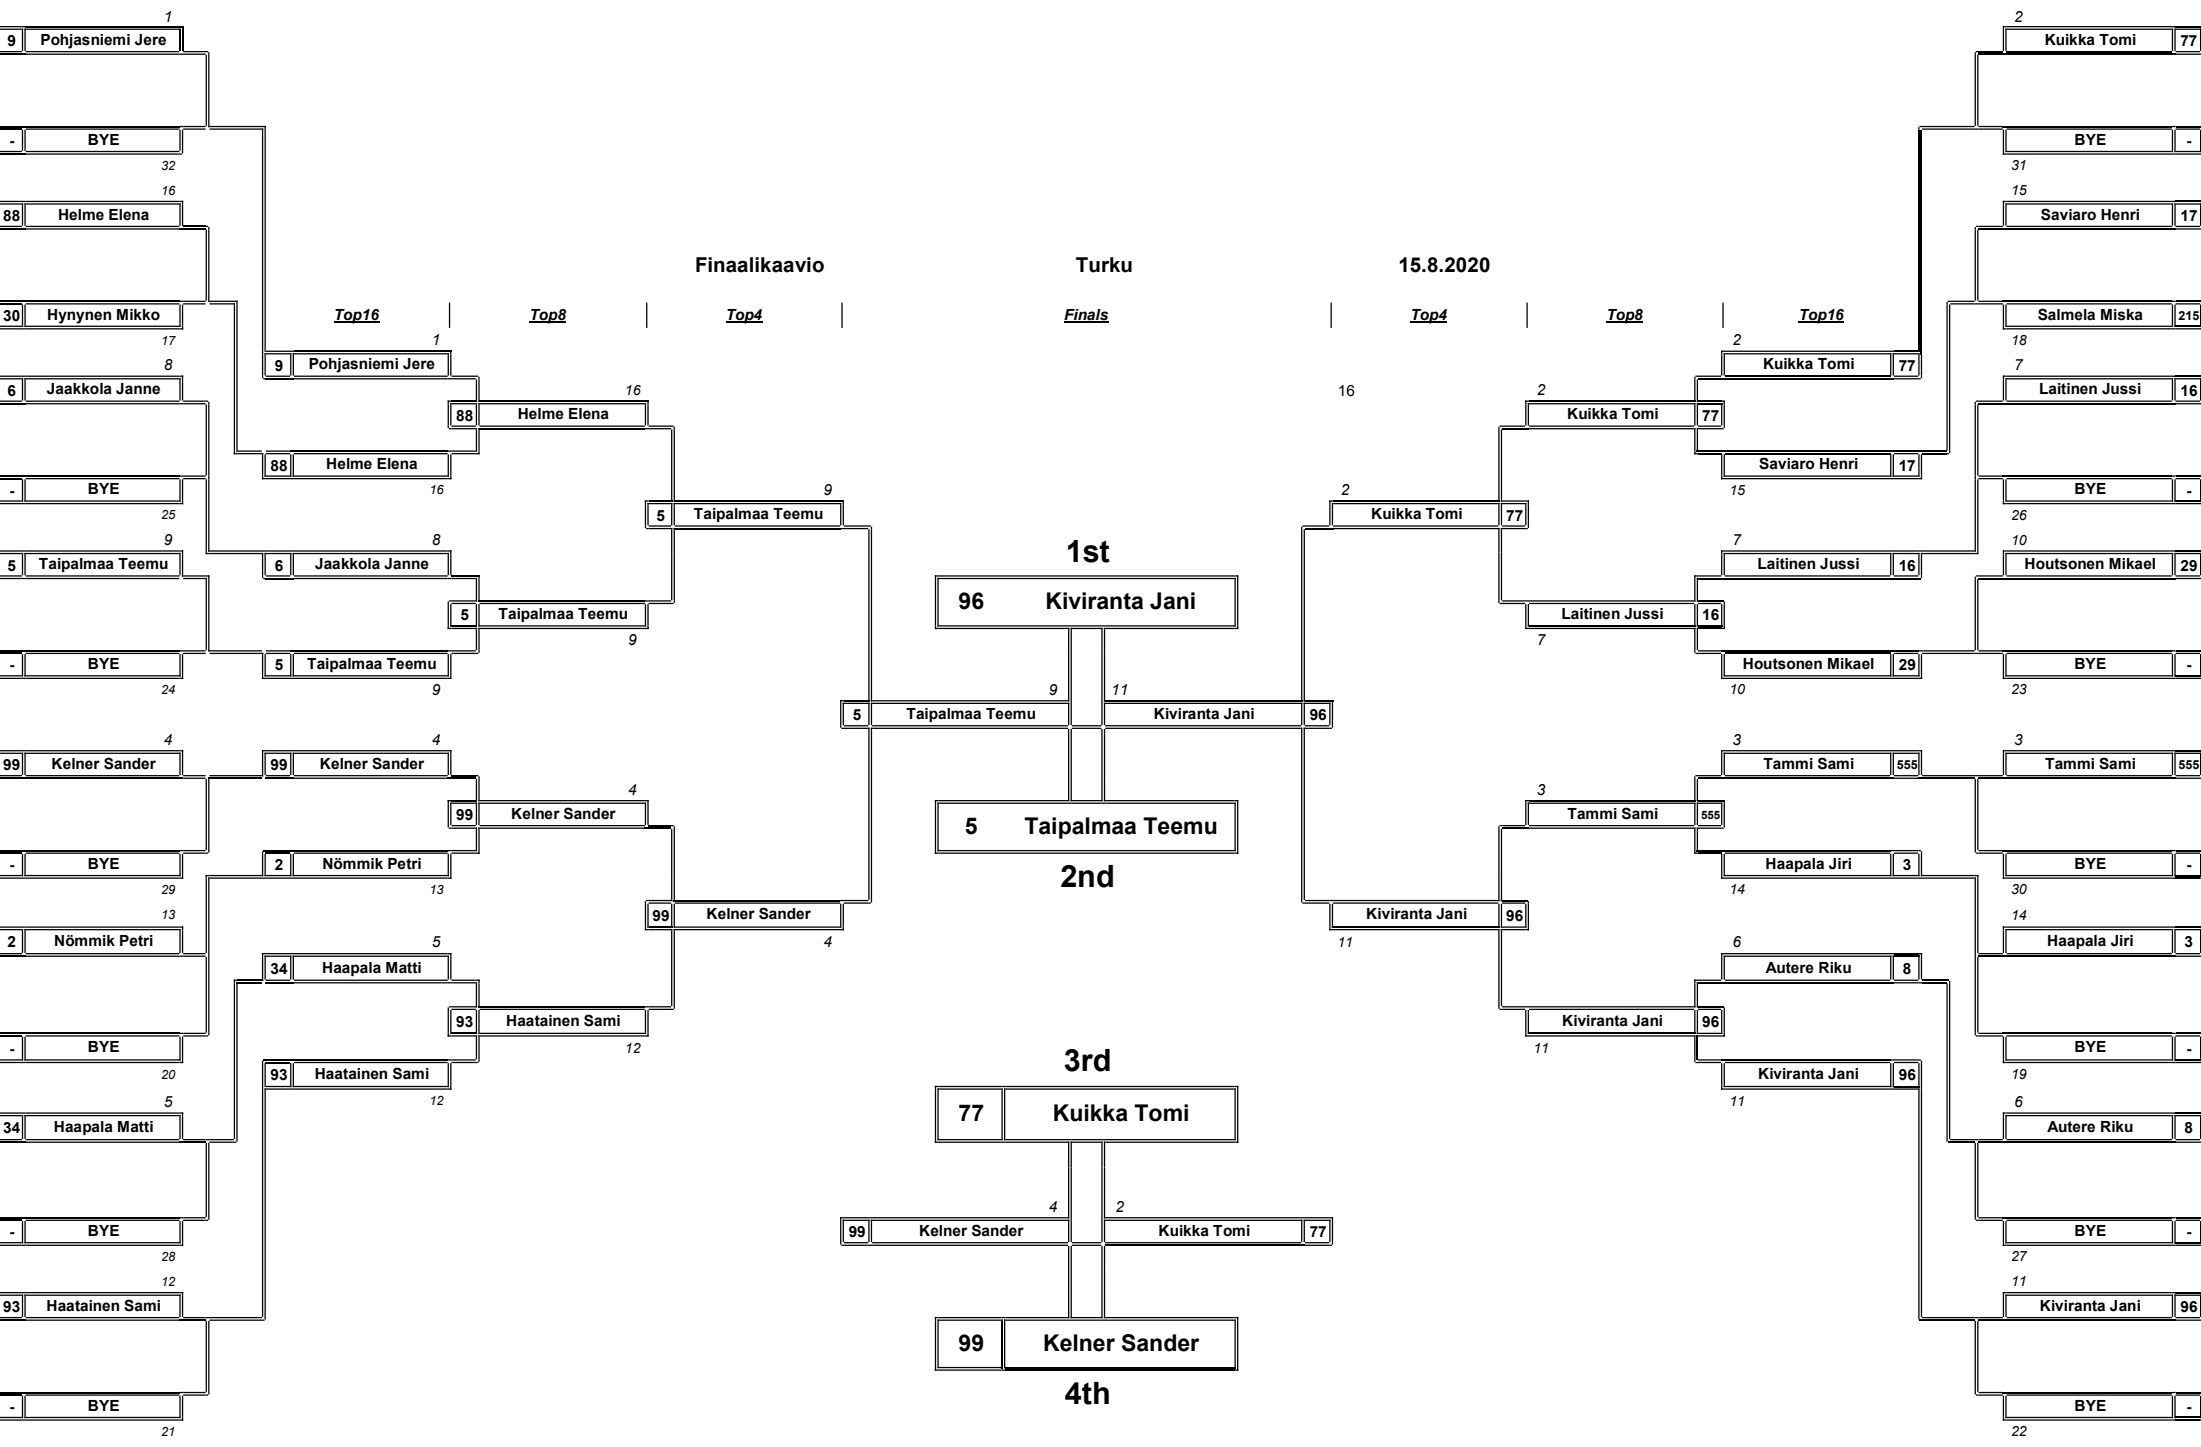 1 2
9 Pohjasniemi Jere Kuikka Tomi 77
- BYE BYE -
32 31
16 15
88 Helme Elena Saviaro Henri 17
Finaalikaavio Turku 15.8.2020
30 Hynynen Mikko Top16 Top8 Top4 Finals Top4 Top8 Top16 Salmela Miska 215
17 1 2 18
8 9 Pohjasniemi Jere Kuikka Tomi 77 7
6 Jaakkola Janne 16 16 2 Laitinen Jussi 16
88 Helme Elena Kuikka Tomi 77
88 Helme Elena Saviaro Henri 17
- BYE 16 9 2 15 BYE -
25 5 Taipalmaa Teemu Kuikka Tomi 77 26
9 8 1st 7 10
5 Taipalmaa Teemu 6 Jaakkola Janne Laitinen Jussi 16 Houtsonen Mikael 29
96 Kiviranta Jani
5 Taipalmaa Teemu Laitinen Jussi 16
9 7
- BYE 5 Taipalmaa Teemu Houtsonen Mikael 29 BYE -
24 9 9 11 10 23
5 Taipalmaa Teemu Kiviranta Jani 96
4 4 3 3
99 Kelner Sander 99 Kelner Sander Tammi Sami 555 Tammi Sami 555
4 3
99 Kelner Sander Tammi Sami 555
5 Taipalmaa Teemu
- BYE 2 Nömmik Petri Haapala Jiri 3 BYE -
29 13 2nd 14 30
13 99 Kelner Sander Kiviranta Jani 96 14
2 Nömmik Petri 5 4 11 6 Haapala Jiri 3
34 Haapala Matti Autere Riku 8
93 Haatainen Sami Kiviranta Jani 96
- BYE 12 11 BYE -
20 93 Haatainen Sami 3rd Kiviranta Jani 96 19
5 12 11 6
77 Kuikka Tomi
34 Haapala Matti Autere Riku 8
4 2
- BYE 99 Kelner Sander Kuikka Tomi 77 BYE -
28 27
12 11
93 Haatainen Sami Kiviranta Jani 96
99 Kelner Sander
4th
- BYE BYE -
21 22